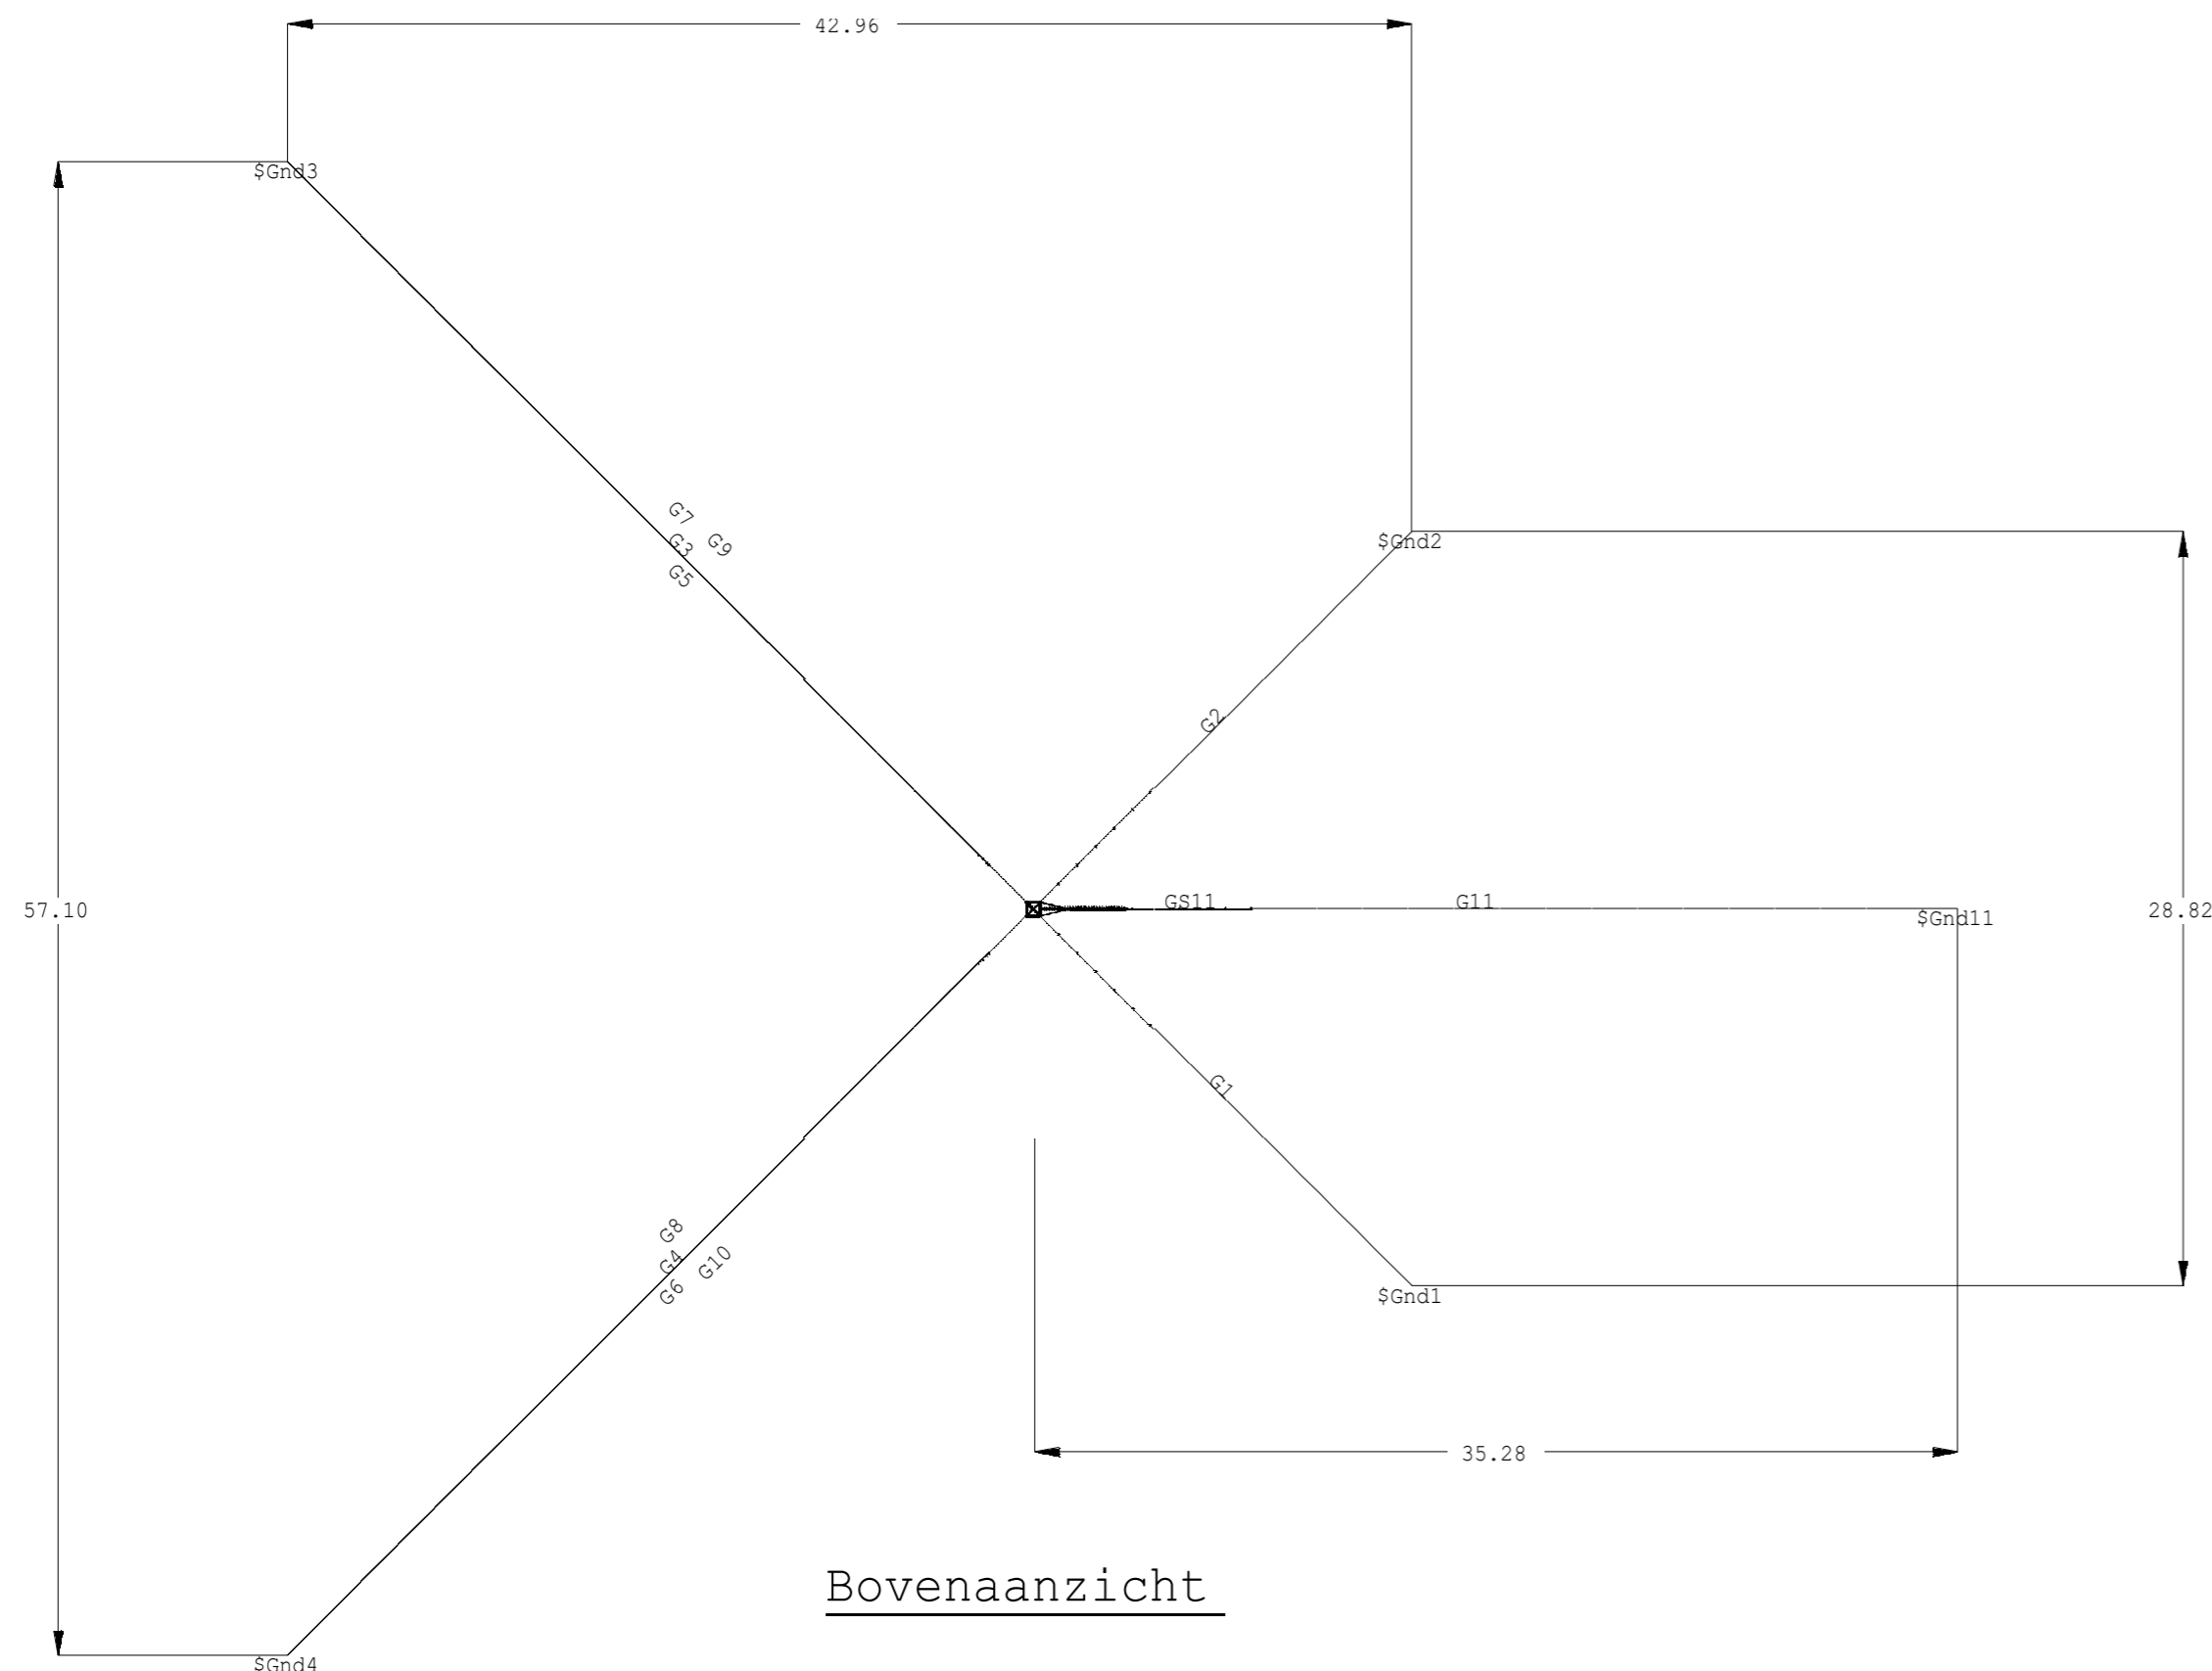 42.96
$Gnd3
G7
G3 G9
G5
$Gnd2
G2
57.10
GS11
G11
$Gnd11
28.82
G1
G8
G4 G10
G6
$Gnd1
35.28
Bovenaanzicht
$Gnd4